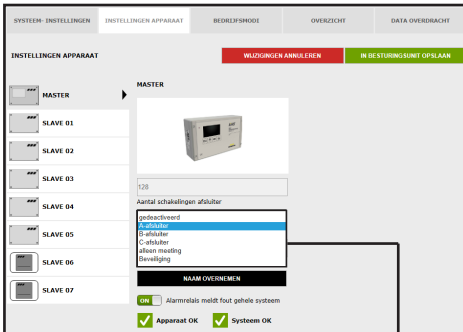 SYSTEEM- INSTELLINGEN
INSTELLINGEN APPARAAT
BEDRIJFSMODI
OVERZICHT
DATA OVERDRACHT
INSTELLINGEN APPARAAT
WIJZIGINGEN ANNULEREN
IN BESTURINGSUNIT OPSLAAN
MASTER
SLAVE 01
SLAVE 02
SLAVE 03
SLAVE 04
SLAVE 05
SLAVE 06
SLAVE 07
MASTER
128
Aantal schakelingen afsluiter
gedeactiveerd
A-afsluiter
B-afsluiter
C-afsluiter
alleen meeting
Beveiliging
NAAM OVERNEMEN
ON
Alarmrelais meldt fout gehele systeem
Apparaat OK
Systeem OK